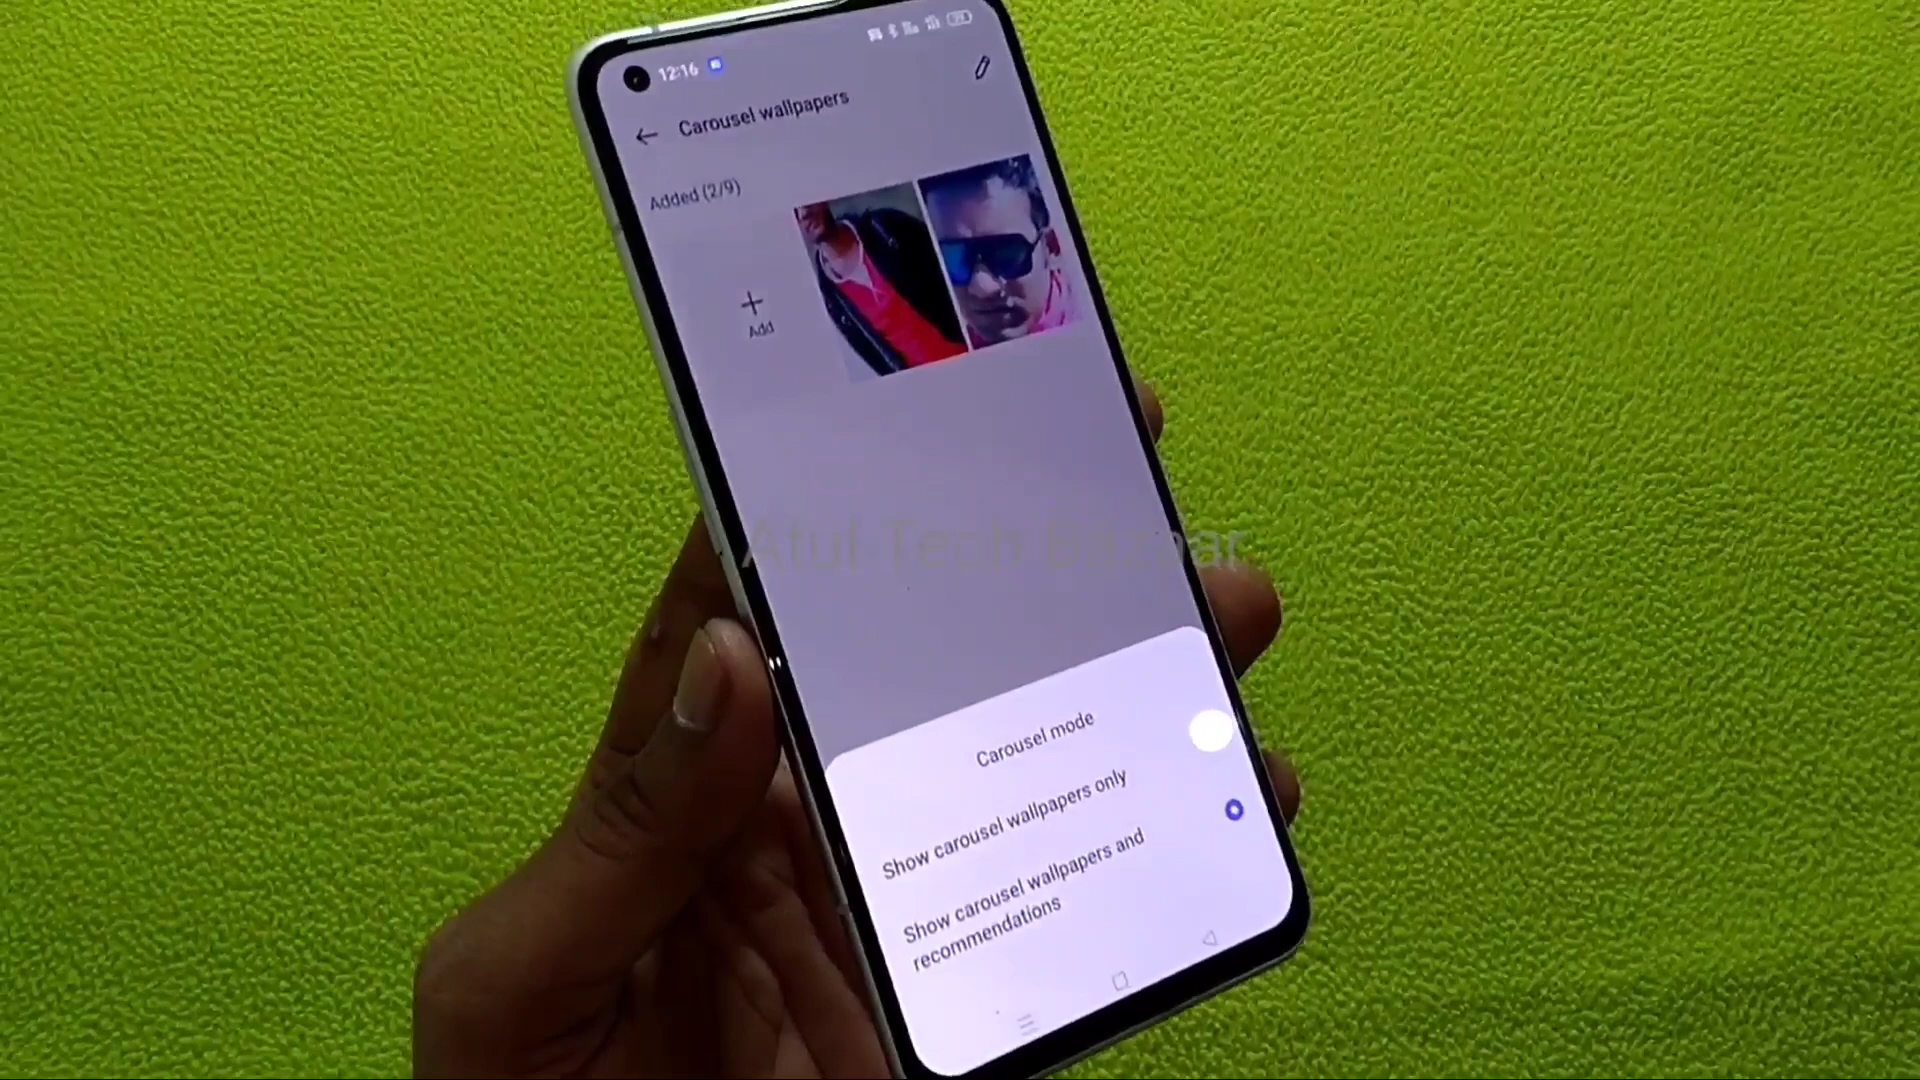 12:16
Carousel wallpapers
Added (2/9)
Add
Atul Tech Bazaar
Carousel mode
Show carousel wallpapers only
Show carousel wallpapers and
recommendations